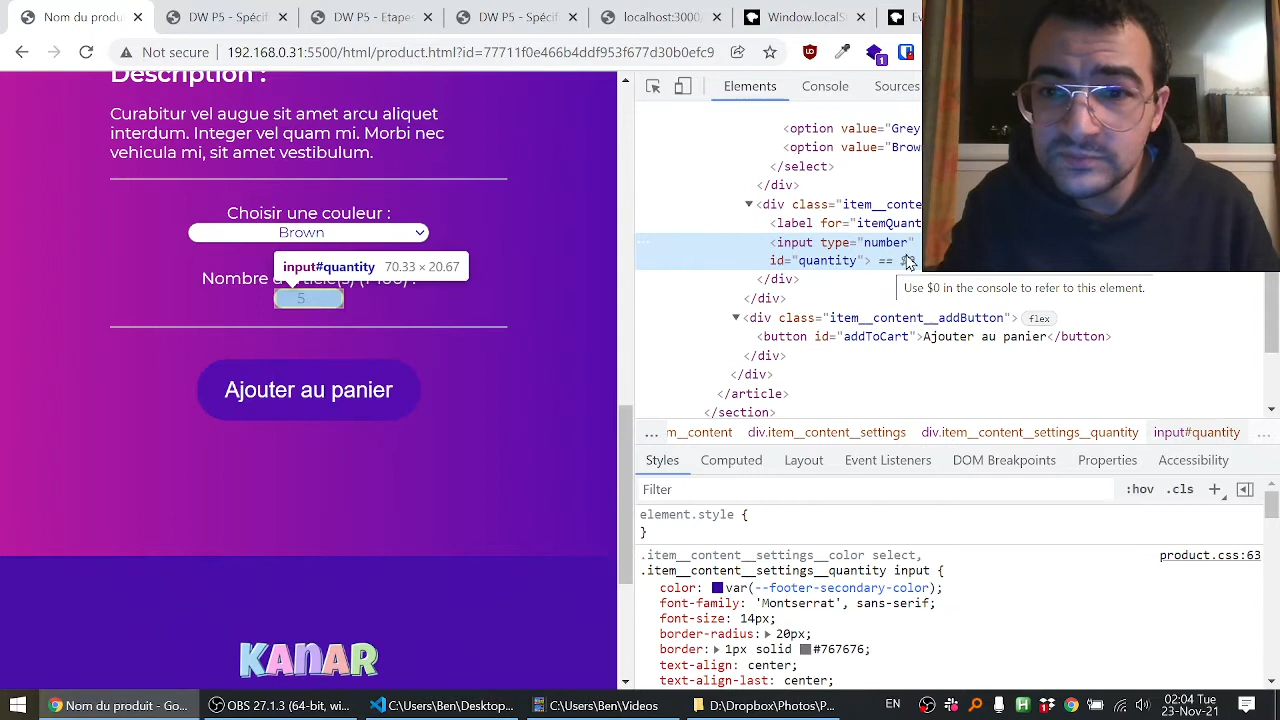 Nom du produit
DW P5 - Spécif
DW P5 - Etape
DW P5 - Spécif
localhost:3000/
Window.localS
Ev
Not secure
192.168.0.31:5500/html/product.html?id=77711f0e466b4ddf953f677d30b0efc9
1
Description :
Curabitur vel augue sit amet arcu aliquet
interdum. Integer vel quam mi. Morbi nec
vehicula mi, sit amet vestibulum.
Choisir une couleur :
Brown
input#quantity 70.33 × 20.67
Nombre
5
Ajouter au panier
KANAR
Elements Console Sources
<option value="Grey
<option value="Brow
</select>
</div>
<div class="item__conte
<label for="itemQuant
<input type="number"
id="quantity"> == $
</div>
Use $0 in the console to refer to this element.
</div>
<div class="item__content__addButton"> flex
<button id="addToCart">Ajouter au panier</button>
</div>
</div>
</article>
</section>
... m__content div.item__content__settings div.item__content__settings__quantity input#quantity ...
Styles Computed Layout Event Listeners DOM Breakpoints Properties Accessibility
Filter :hov .cls
element.style {
}
.item__content__settings__color select, product.css:63
.item__content__settings__quantity input {
color: var(--footer-secondary-color);
font-family: 'Montserrat', sans-serif;
font-size: 14px;
border-radius: 20px;
border: 1px solid #767676;
text-align: center;
text-align-last: center;
Nom du produit - Go...
OBS 27.1.3 (64-bit, wi...
C:\Users\Ben\Desktop...
C:\Users\Ben\Videos
D:\Dropbox\Photos P...
EN
02:04 Tue
23-Nov-21